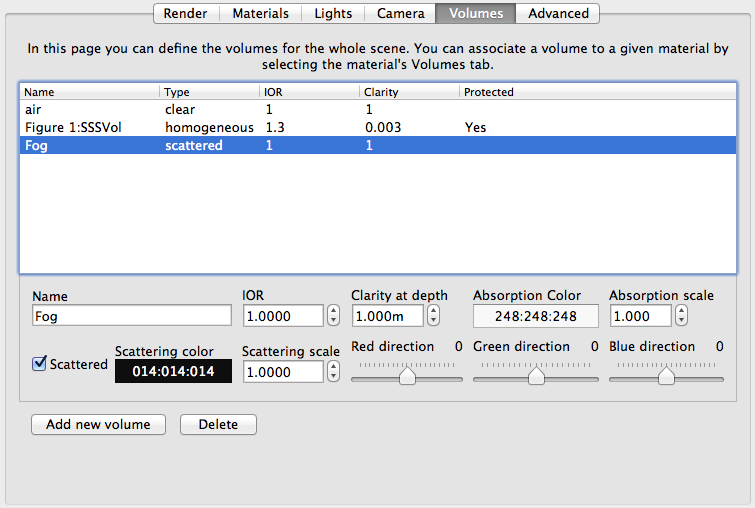 Render Materials Lights Camera Volumes Advanced
In this page you can define the volumes for the whole scene. You can associate a volume to a given material by
selecting the material's Volumes tab.
Name Type IOR Clarity Protected
air clear 1 1
Figure 1:SSSVol homogeneous 1.3 0.003 Yes
Fog scattered 1 1
Name IOR Clarity at depth Absorption Color Absorption scale
Fog 1.0000 1.000m 248:248:248 1.000
Scattered Scattering color Scattering scale Red direction 0 Green direction 0 Blue direction 0
014:014:014 1.0000
Add new volume Delete